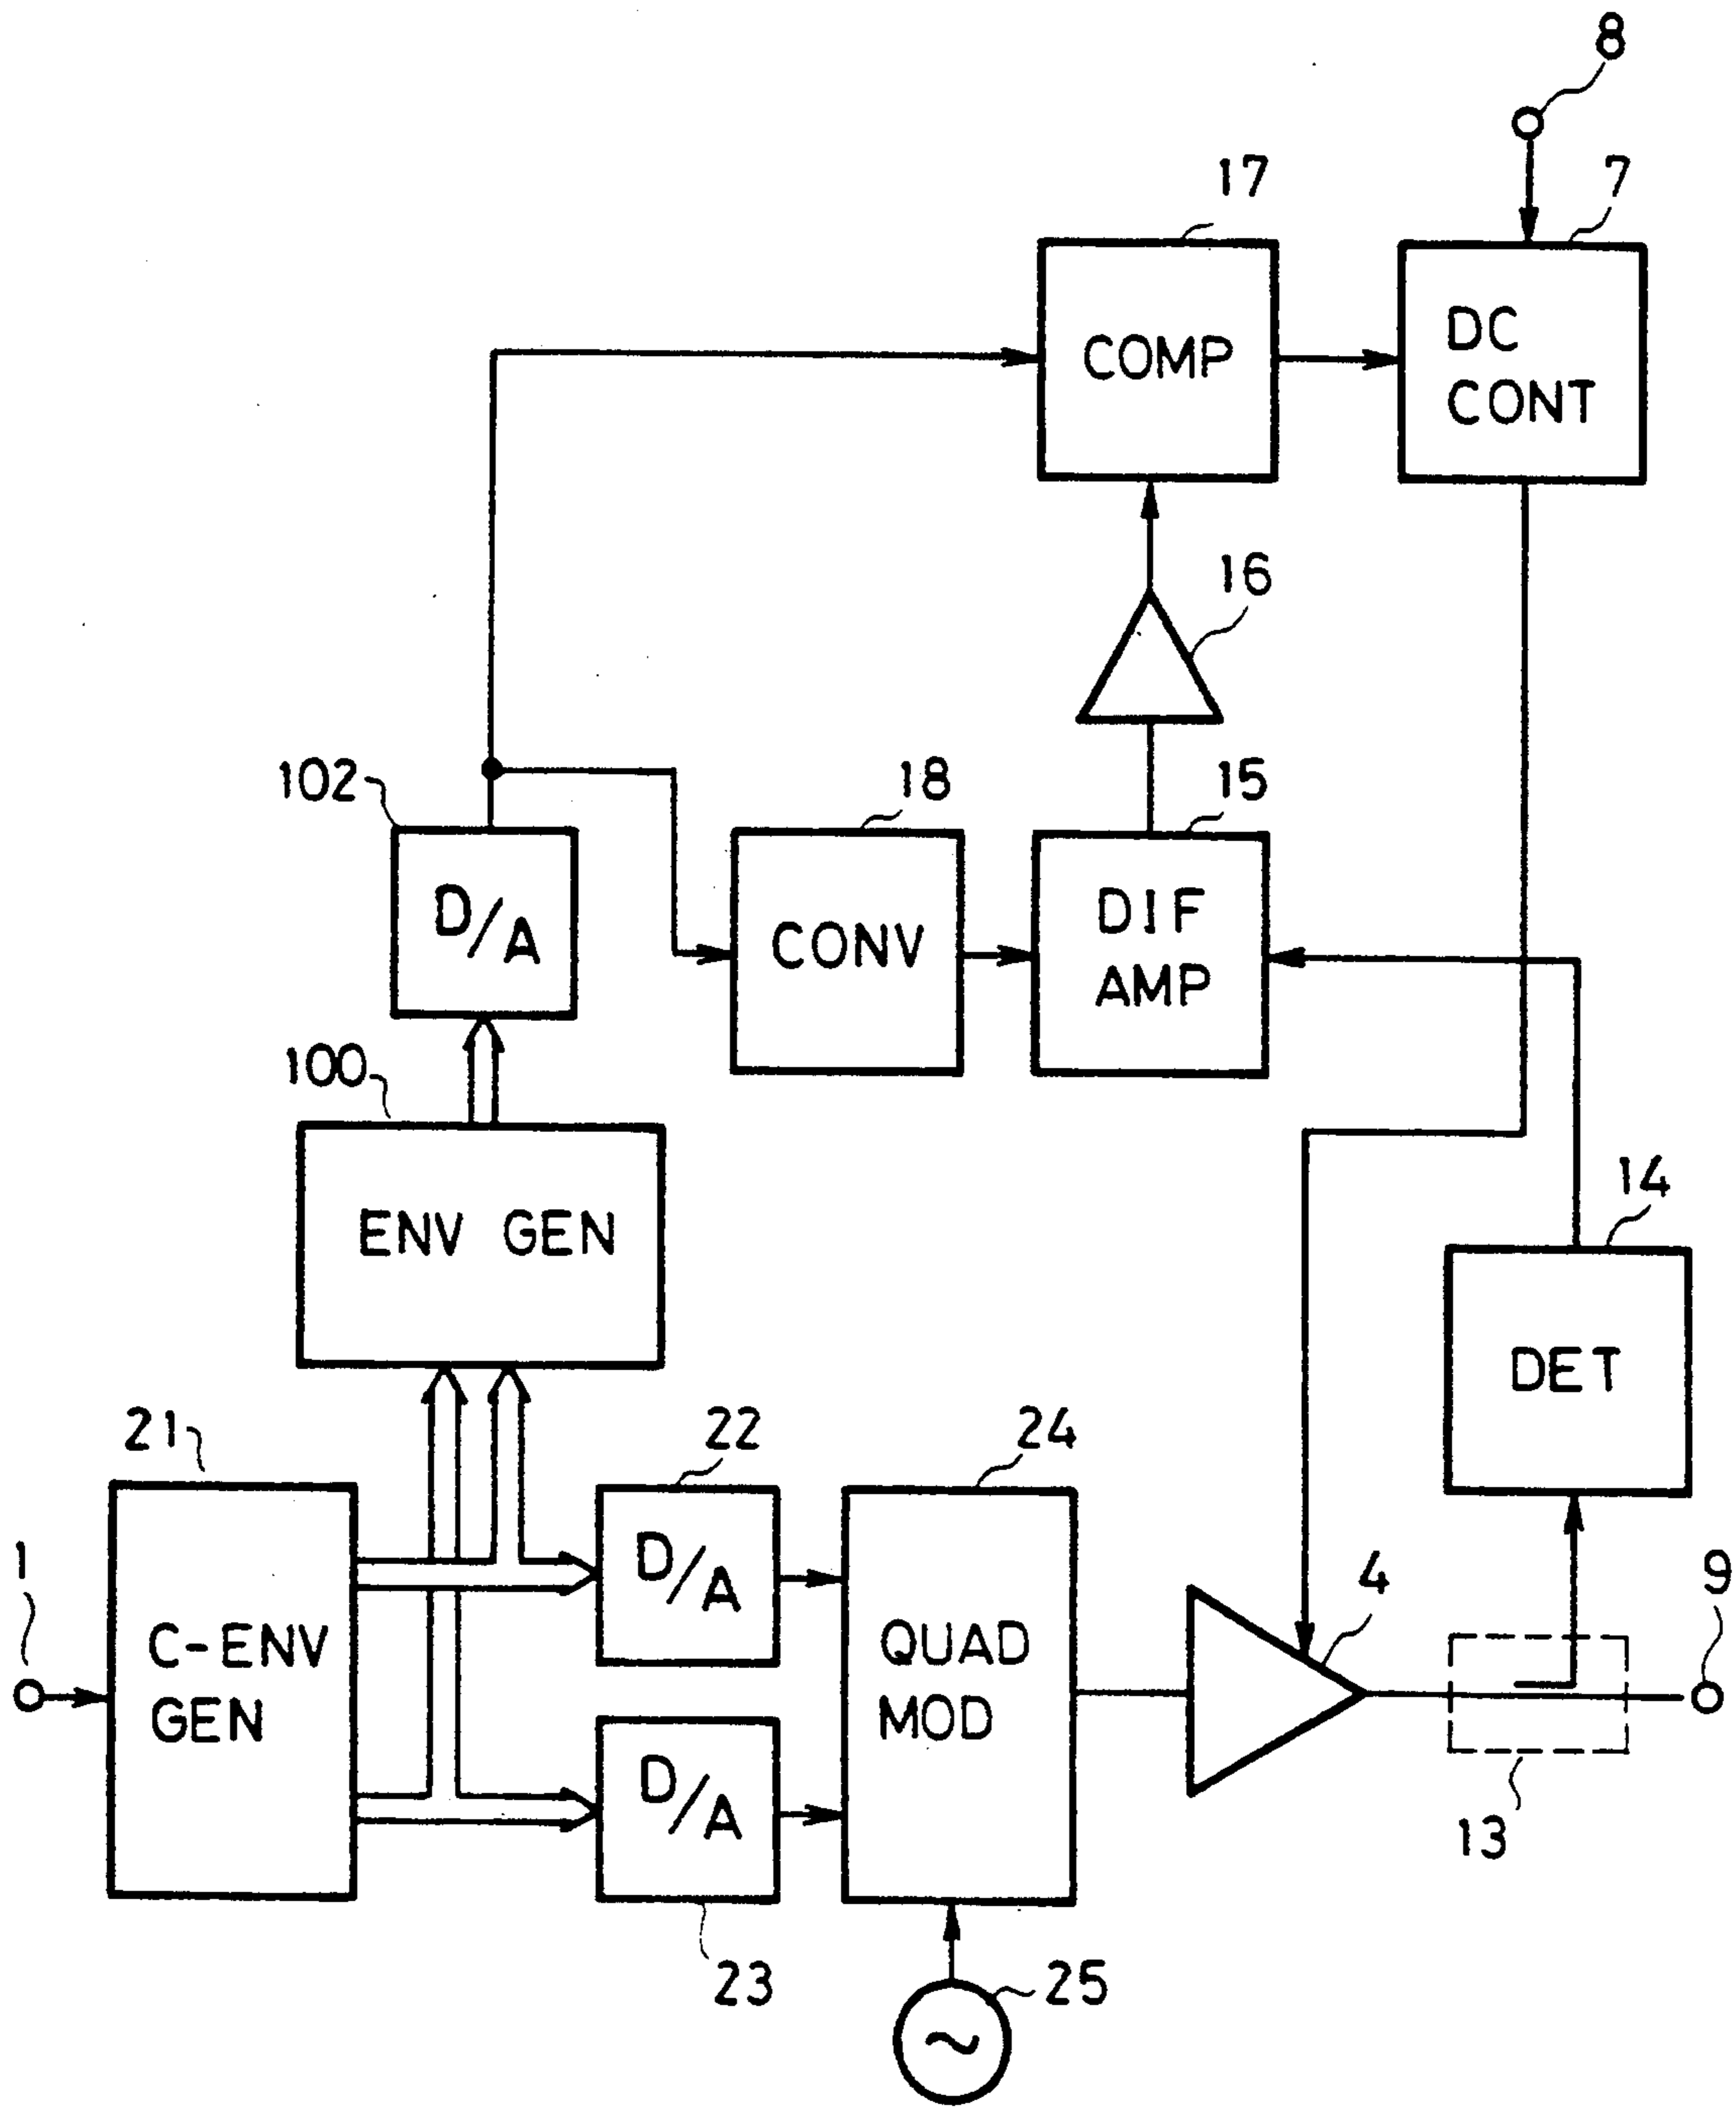 8
17
7
COMP
DC
CONT
16
102
18
15
D/A
CONV
DIF
AMP
100
ENV GEN
14
DET
21
22
24
1
C-ENV
GEN
D/A
QUAD
MOD
4
9
D/A
13
23
25
~